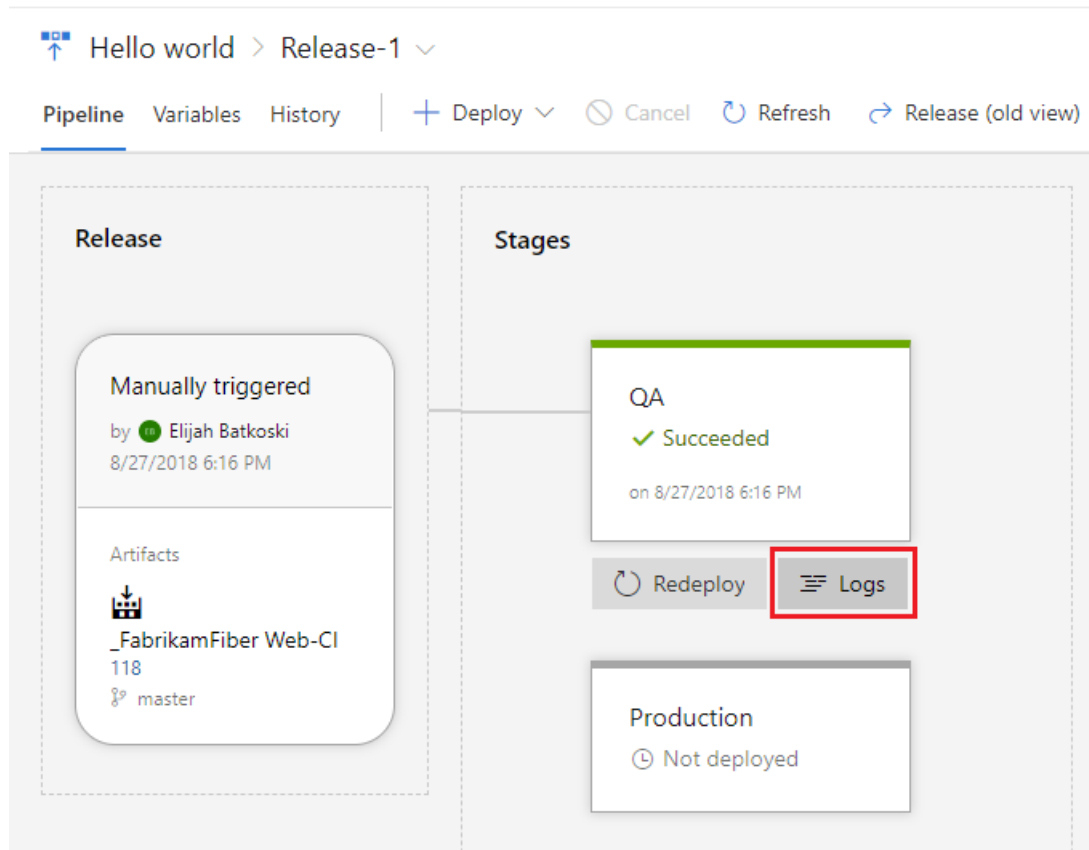 Hello world > Release-1
Pipeline Variables History + Deploy Cancel Refresh Release (old view)
Release
Stages
Manually triggered
by Elijah Batkoski
8/27/2018 6:16 PM
Artifacts
_FabrikamFiber Web-CI
118
master
QA
Succeeded
on 8/27/2018 6:16 PM
Redeploy Logs
Production
Not deployed